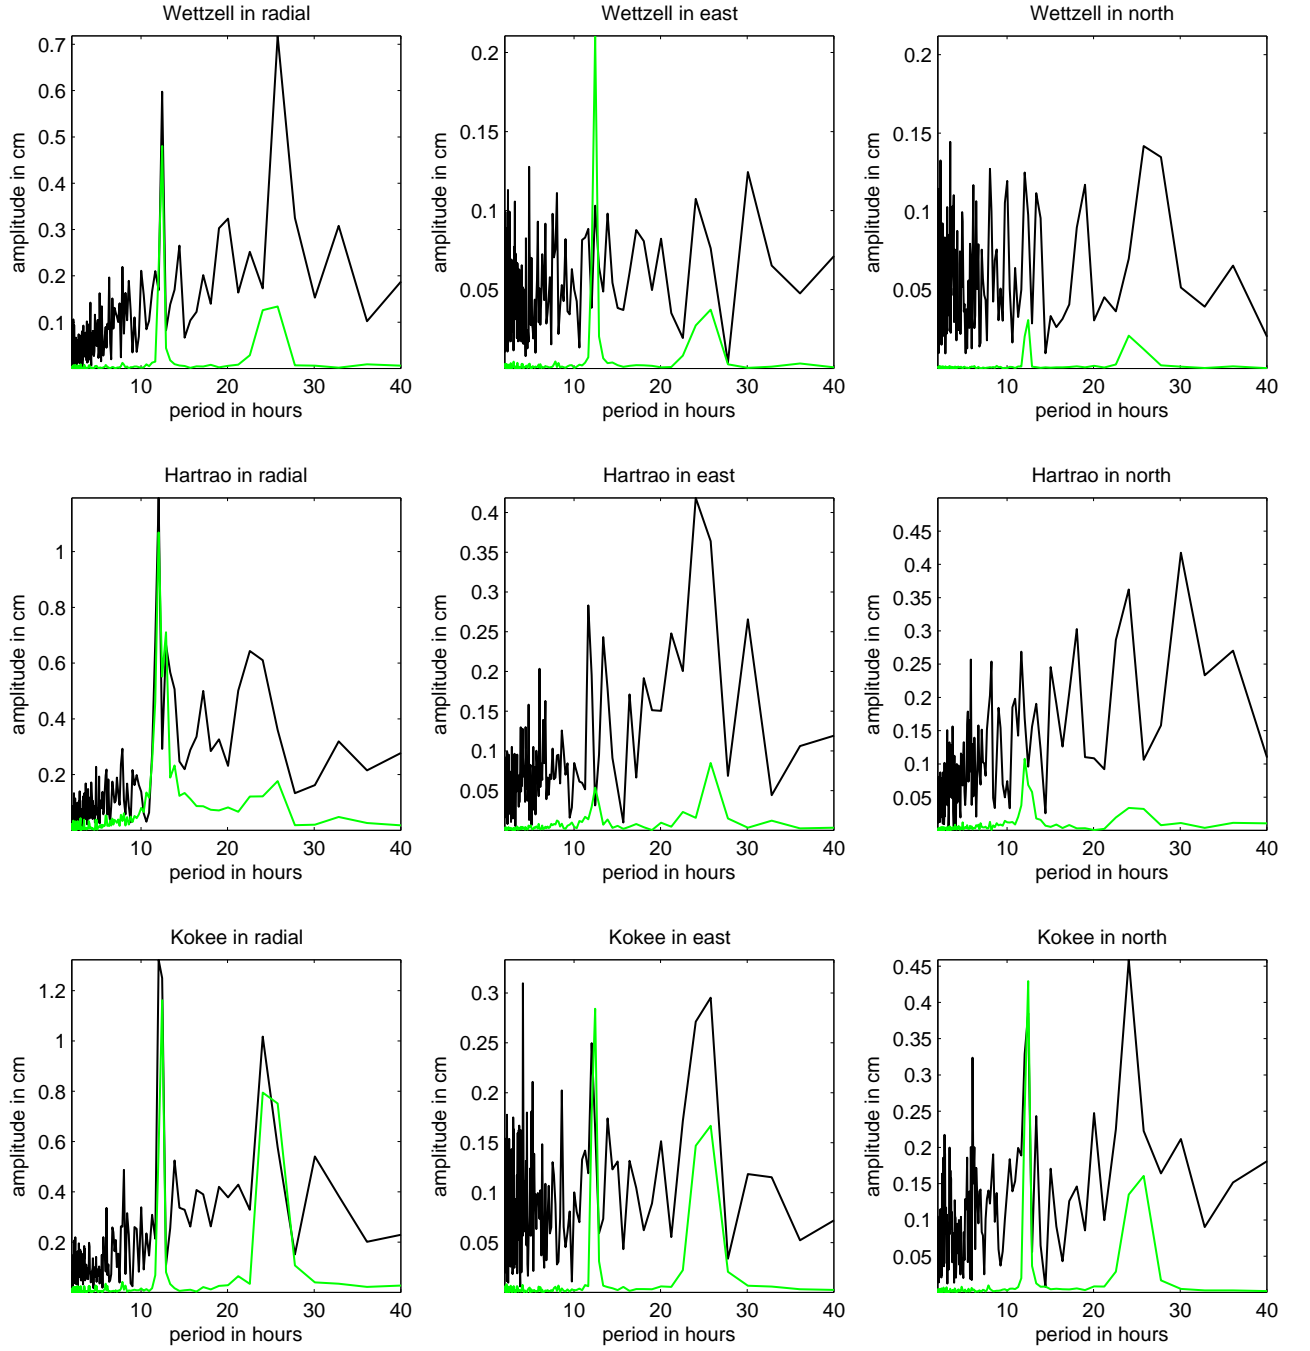 Wettzell in radial
Wettzell in east
Wettzell in north
0.7
0.6
0.5
0.4
0.3
0.2
0.1
amplitude in cm
10 20 30 40
period in hours
0.2
0.15
0.1
0.05
amplitude in cm
10 20 30 40
period in hours
0.2
0.15
0.1
0.05
amplitude in cm
10 20 30 40
period in hours
Hartrao in radial
Hartrao in east
Hartrao in north
1
0.8
0.6
0.4
0.2
amplitude in cm
10 20 30 40
period in hours
0.4
0.35
0.3
0.25
0.2
0.15
0.1
0.05
amplitude in cm
10 20 30 40
period in hours
0.45
0.4
0.35
0.3
0.25
0.2
0.15
0.1
0.05
amplitude in cm
10 20 30 40
period in hours
Kokee in radial
Kokee in east
Kokee in north
1.2
1
0.8
0.6
0.4
0.2
amplitude in cm
10 20 30 40
period in hours
0.3
0.25
0.2
0.15
0.1
0.05
amplitude in cm
10 20 30 40
period in hours
0.45
0.4
0.35
0.3
0.25
0.2
0.15
0.1
0.05
amplitude in cm
10 20 30 40
period in hours